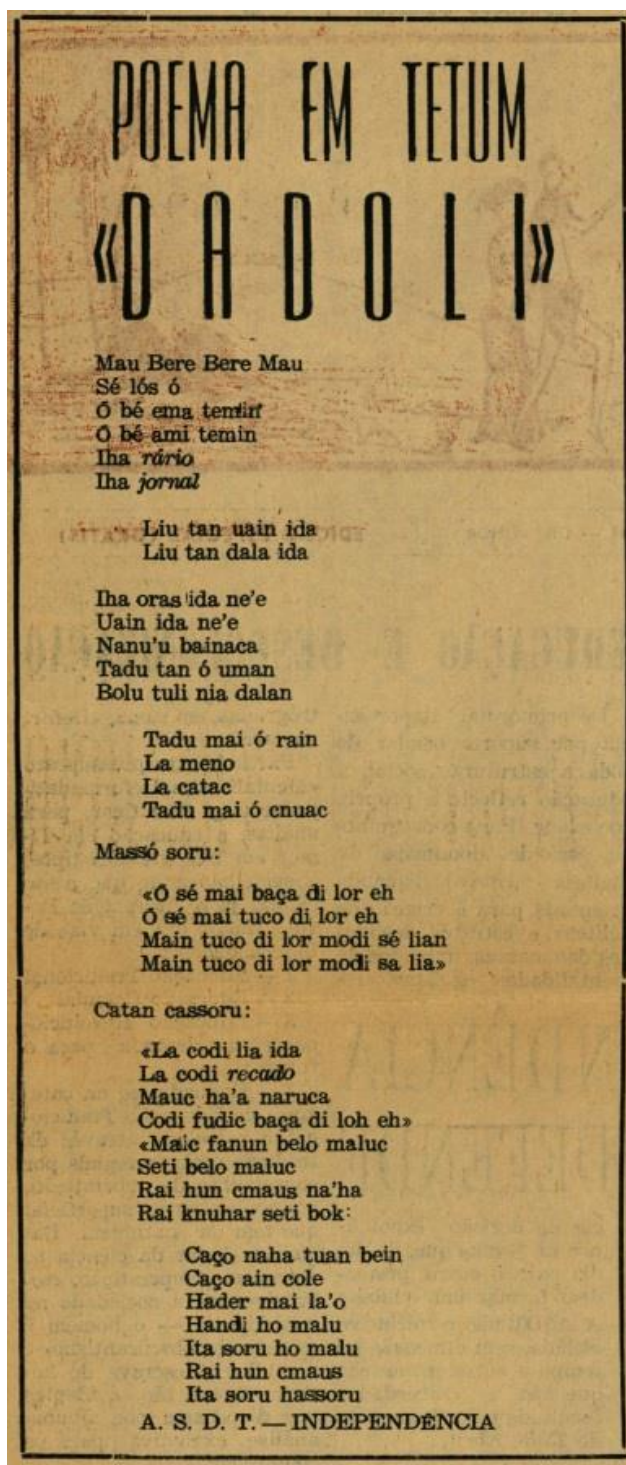 POEMA EM TETUM
«DADOLI»
Mau Bere Bere Mau
Sé lós ó
Ó bé ema temin
Ó bé ami temin
Iha rário
Iha jornal
Liu tan uain ida
Liu tan dala ida
Iha oras ida ne'e
Uain ida ne'e
Nanu'u bainaca
Tadu tan ó uman
Bolu tuli nia dalan
Tadu mai ó rain
La meno
La catac
Tadu mai ó cnuac
Massó soru:
«Ó sé mai baça di lor eh
Ó sé mai tuco di lor eh
Main tuco di lor modi sé lian
Main tuco di lor modi sa lia»
Catan cassoru:
«La codi lia ida
La codi recado
Mauc ha'a naruca
Codi fudic baça di loh eh»
«Maic fanun belo maluc
Seti belo maluc
Rai hun cmaus na'ha
Rai knuhar seti bok:
Caço naha tuan bein
Caço ain cole
Hader mai la'o
Handi ho malu
Ita soru ho malu
Rai hun cmaus
Ita soru hassoru
A. S. D. T. — INDEPENDÊNCIA